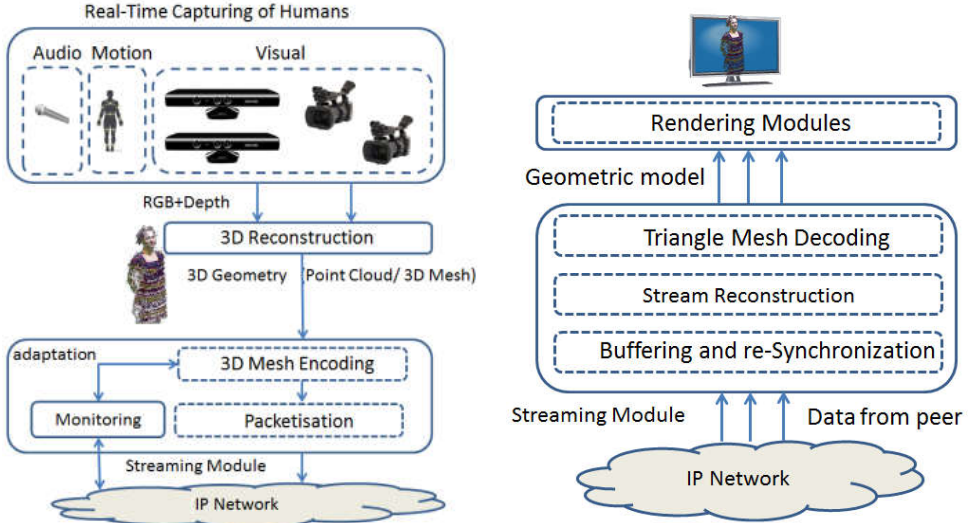 Real-Time Capturing of Humans
Audio Motion Visual
RGB+Depth
3D Reconstruction
3D Geometry (Point Cloud/ 3D Mesh)
adaptation
3D Mesh Encoding
Monitoring
Packetisation
Streaming Module
IP Network
Rendering Modules
Geometric model
Triangle Mesh Decoding
Stream Reconstruction
Buffering and re-Synchronization
Streaming Module
Data from peer
IP Network